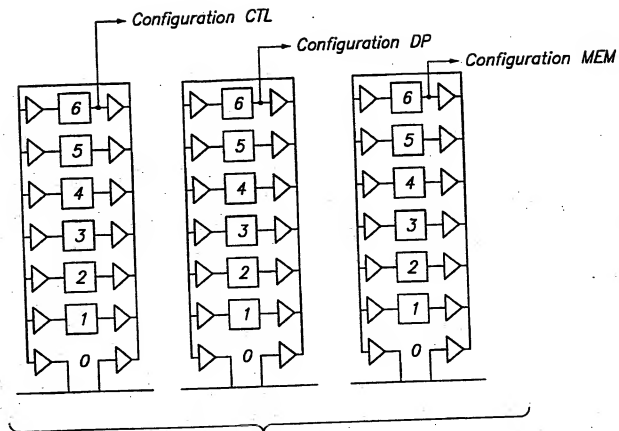 Configuration CTL
Configuration DP
Configuration MEM
6 6 6
5 5 5
4 4 4
3 3 3
2 2 2
1 1 1
0 0 0